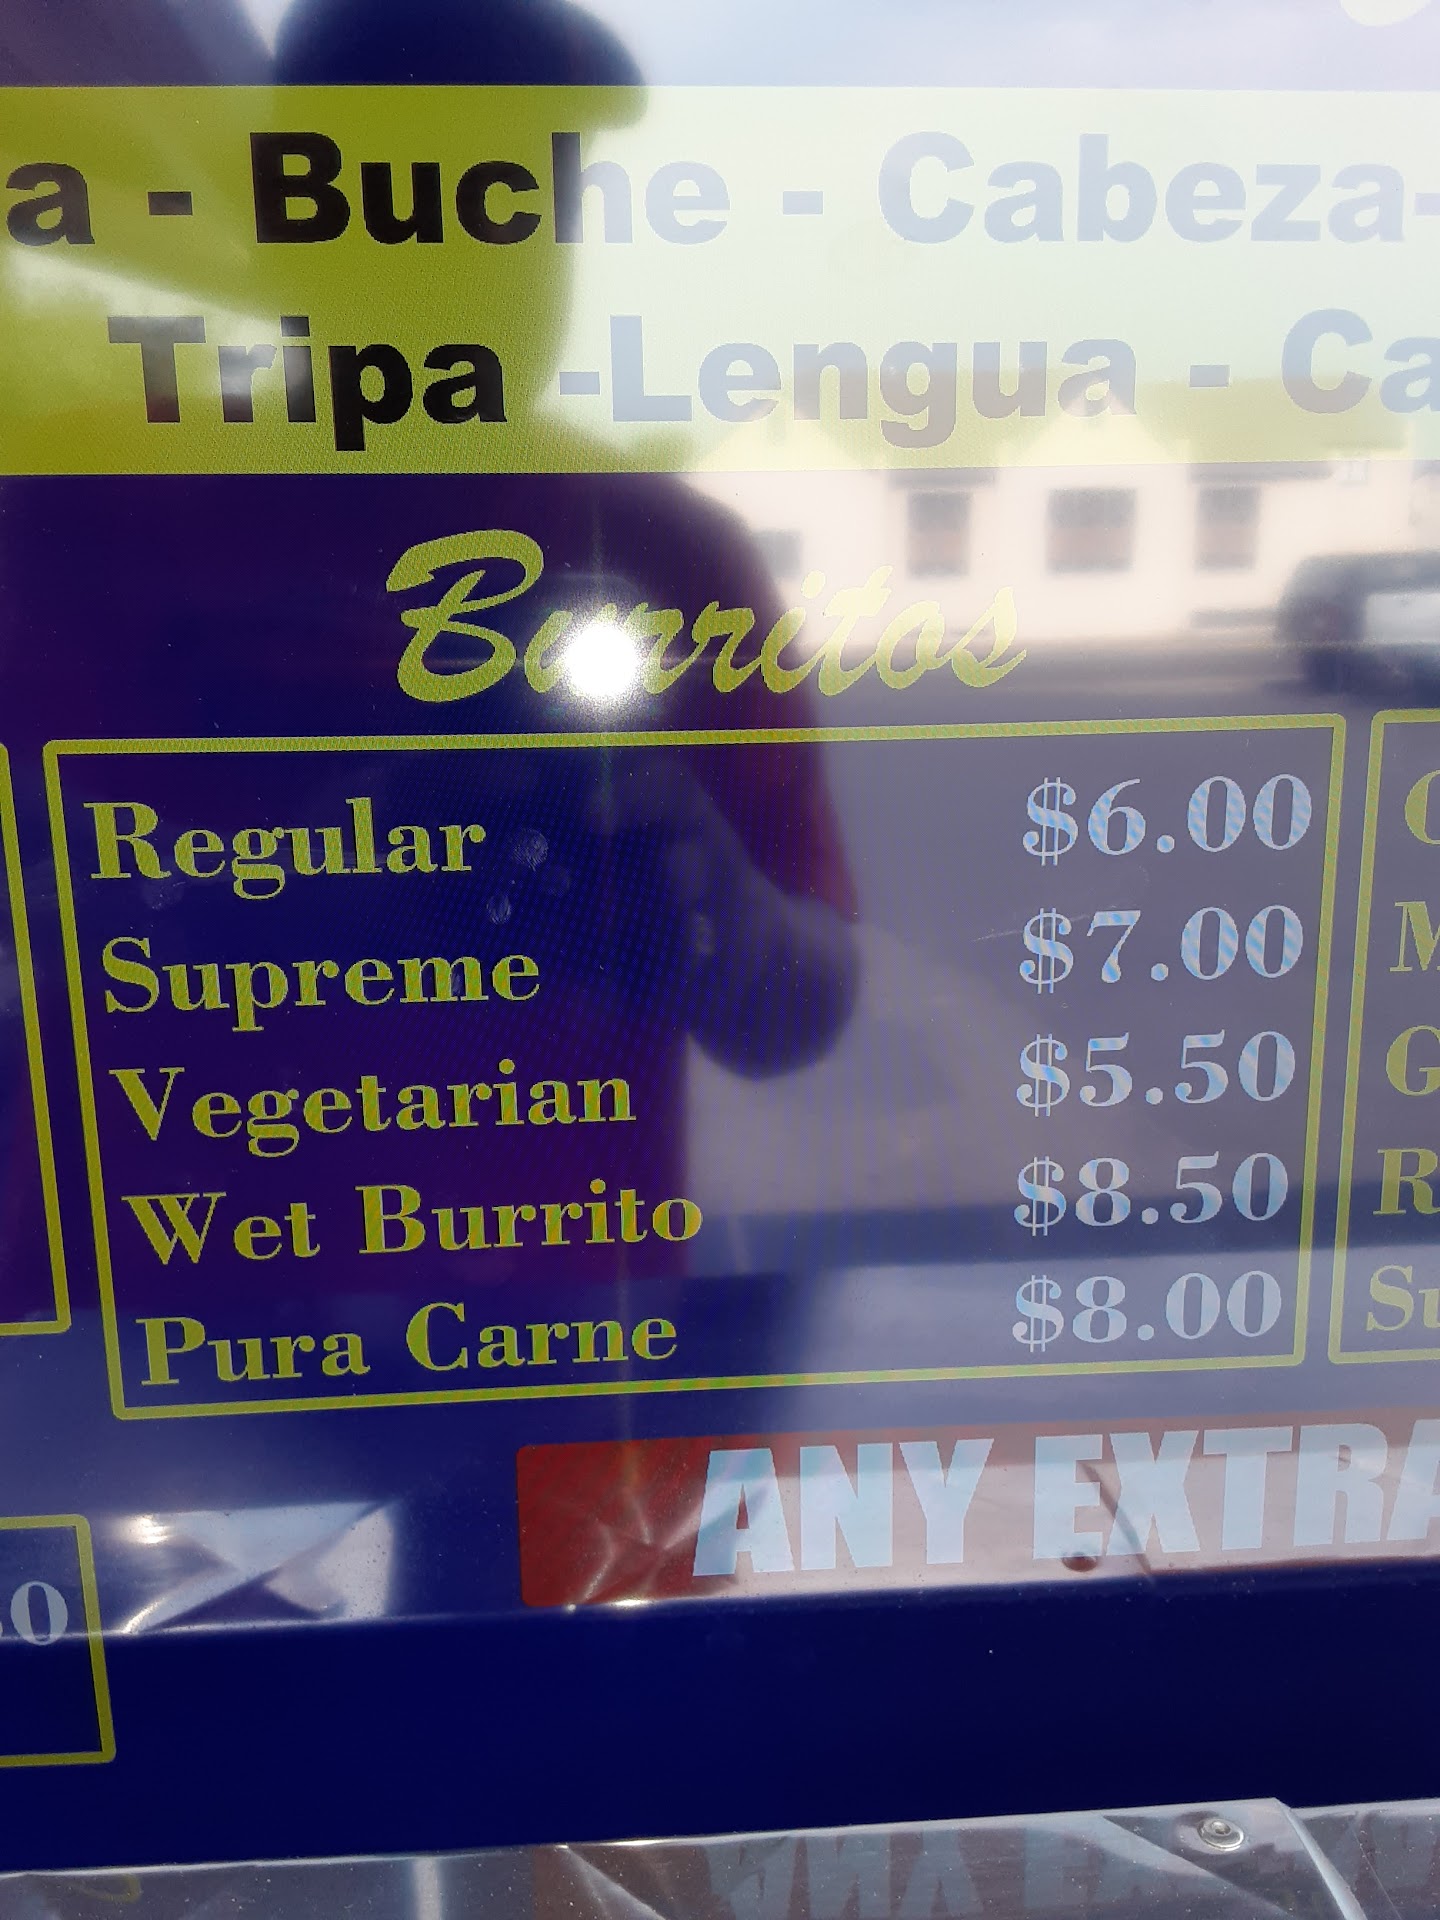 a - Buche - Cabeza-
Tripa -Lengua - Ca
Burritos
Regular $6.00
Supreme $7.00
Vegetarian $5.50
Wet Burrito $8.50
Pura Carne $8.00
ANY EXTRA